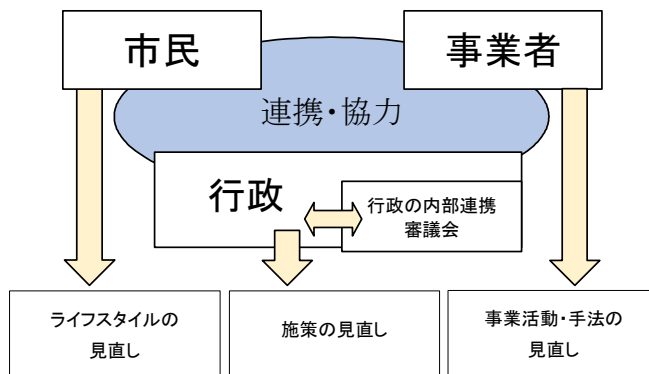 市民
事業者
連携・協力
行政
行政の内部連携
審議会
ライフスタイルの
見直し
施策の見直し
事業活動・手法の
見直し